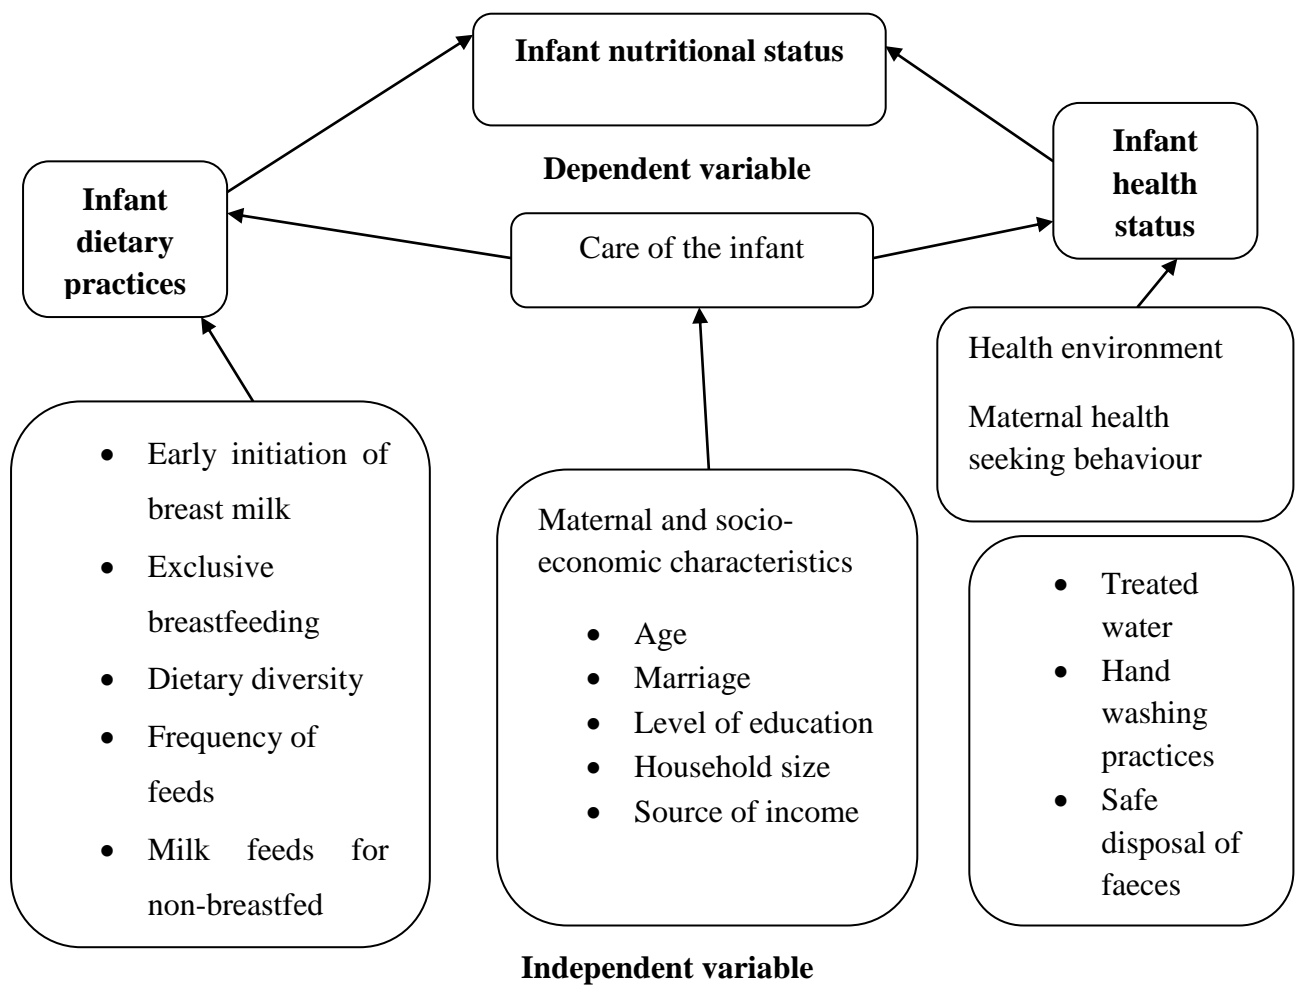 Infant nutritional status
Dependent variable
Infant
dietary
practices
Care of the infant
Infant
health
status
Health environment
Maternal health
seeking behaviour
• Early initiation of
breast milk
• Exclusive
breastfeeding
• Dietary diversity
• Frequency of
feeds
• Milk feeds for
non-breastfed
Maternal and socio-
economic characteristics
• Age
• Marriage
• Level of education
• Household size
• Source of income
• Treated
water
• Hand
washing
practices
• Safe
disposal of
faeces
Independent variable